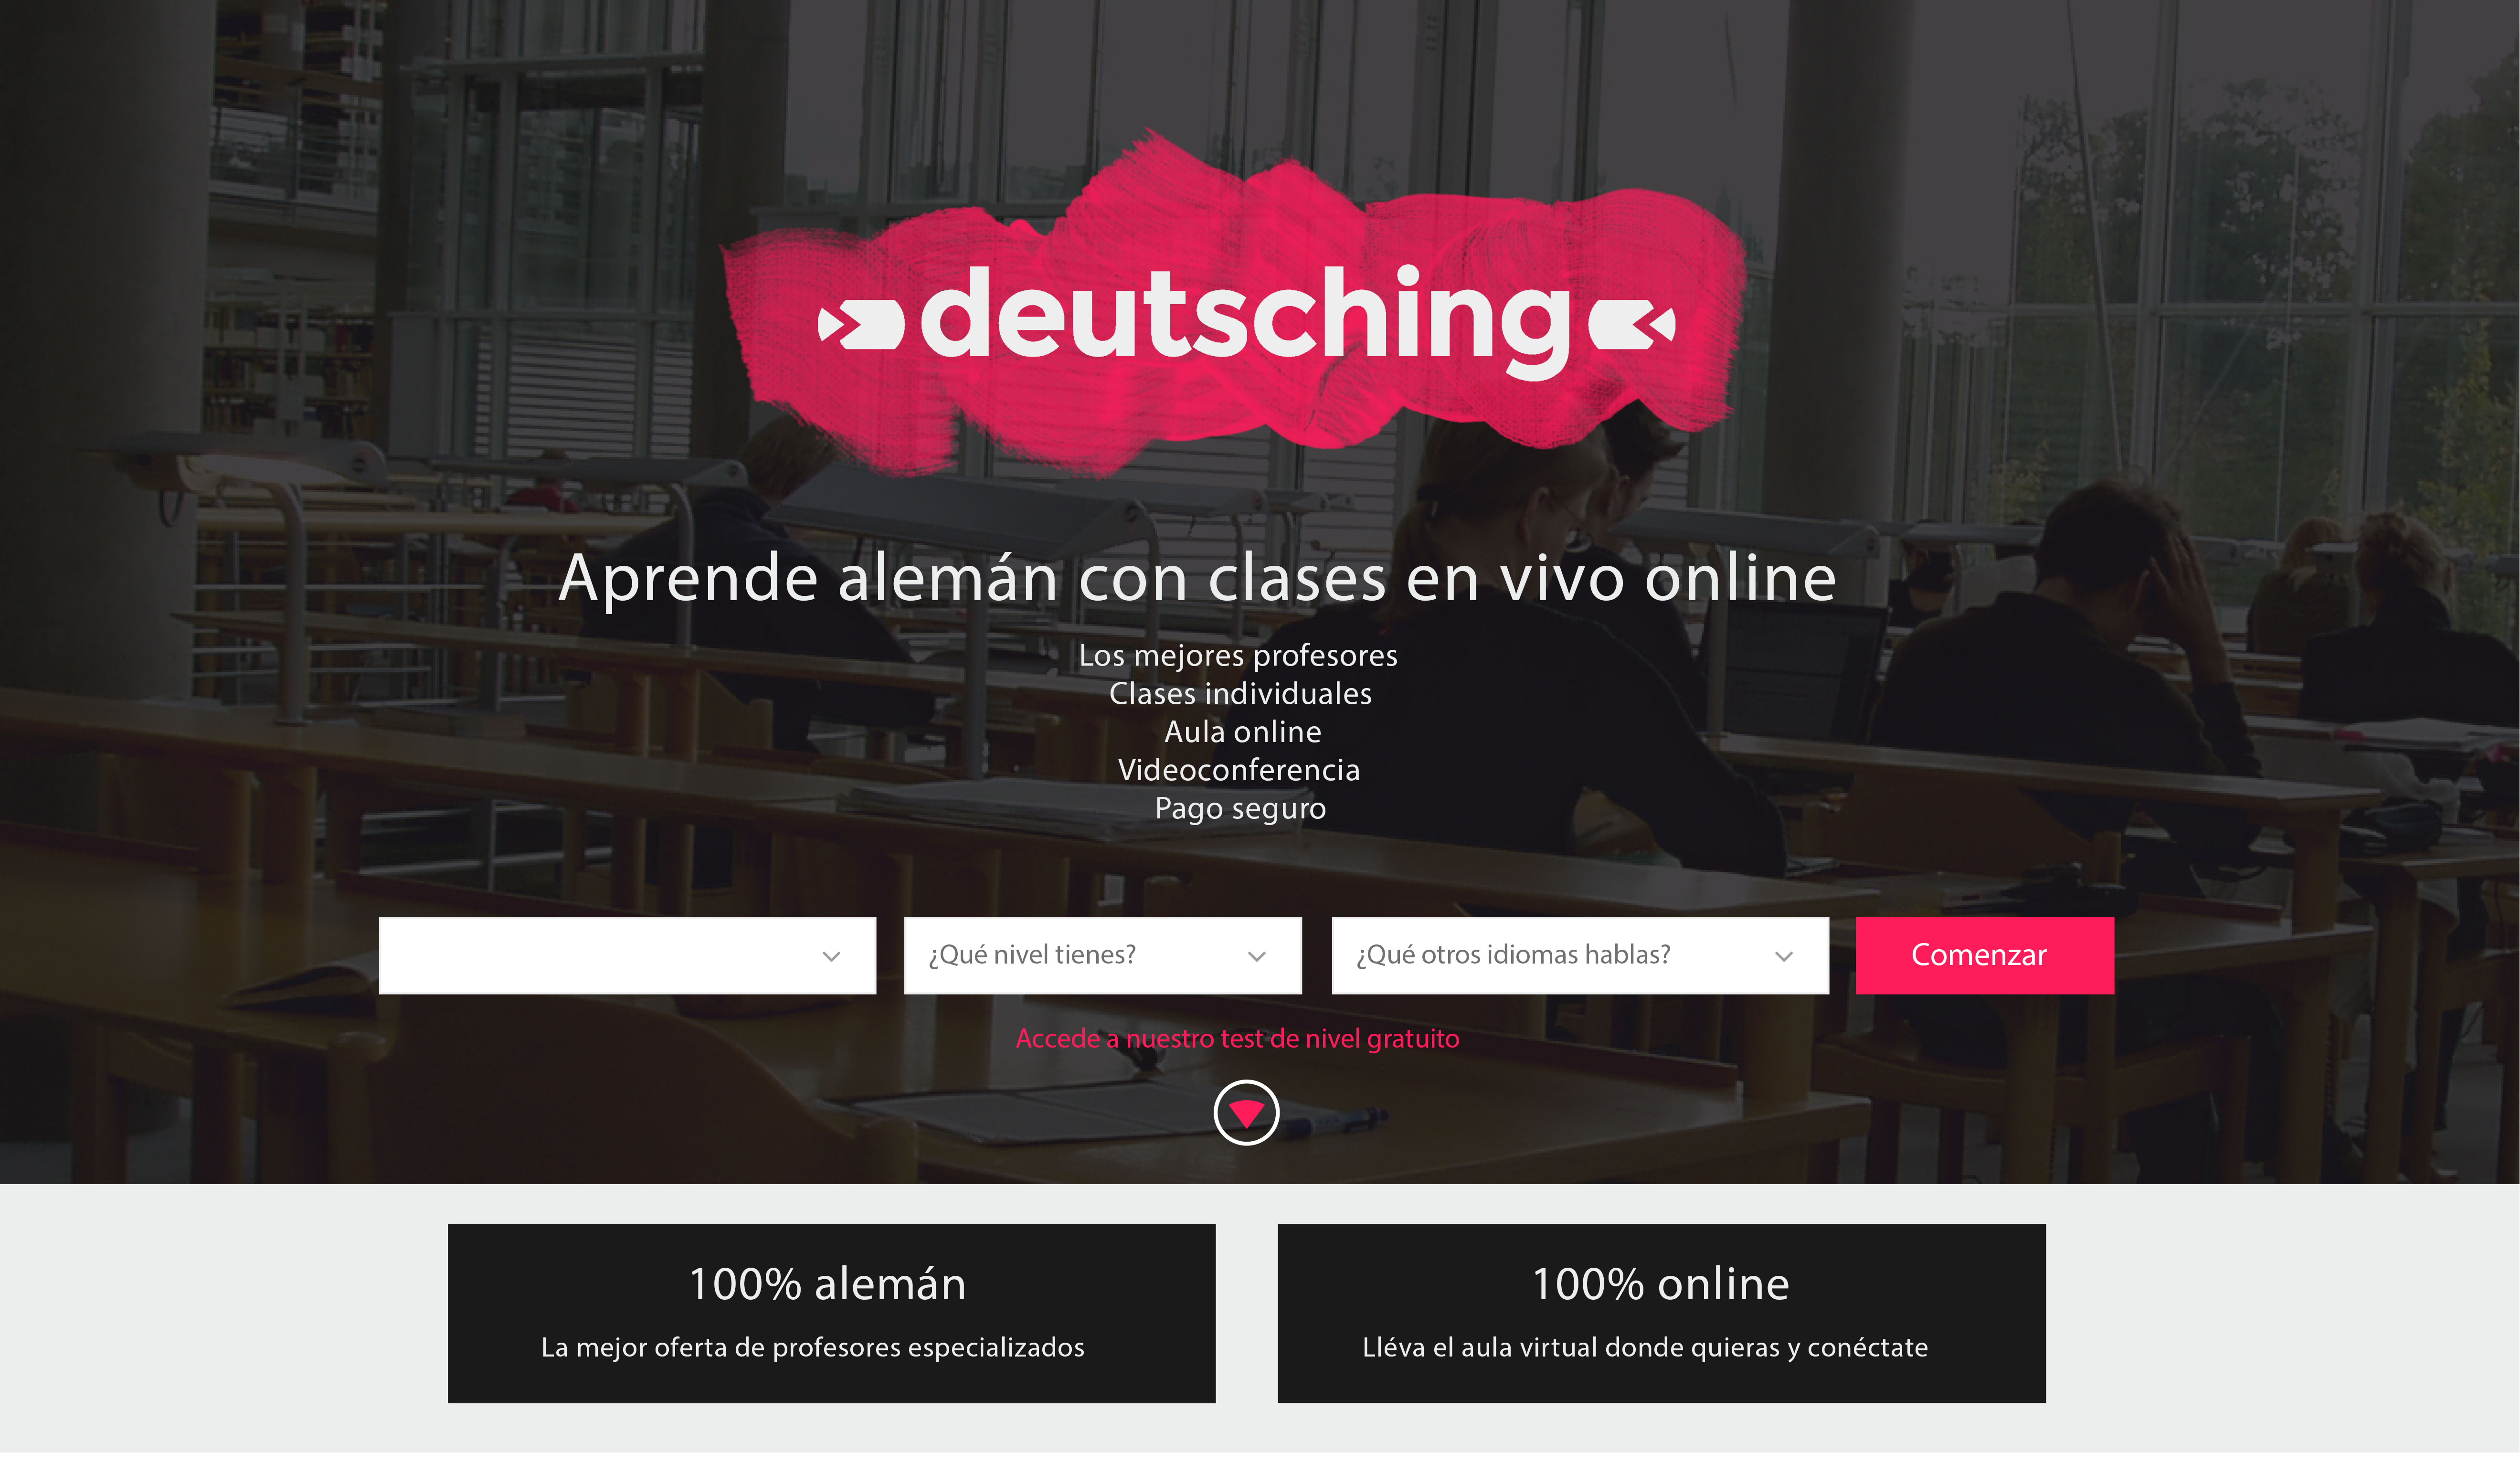 deutsching
Aprende alemán con clases en vivo online
Los mejores profesores
Clases individuales
Aula online
Videoconferencia
Pago seguro
¿Qué nivel tienes?
¿Qué otros idiomas hablas?
Comenzar
Accede a nuestro test de nivel gratuito
100% alemán
La mejor oferta de profesores especializados
100% online
Lléva el aula virtual donde quieras y conéctate